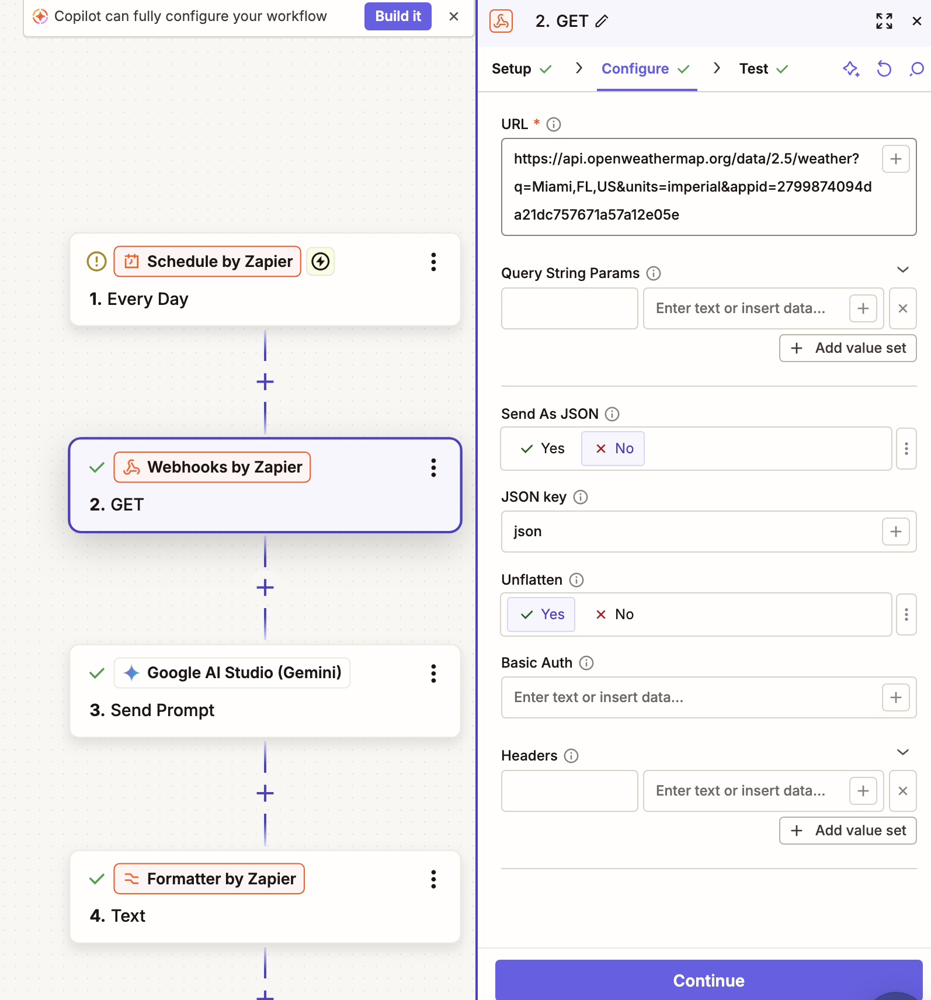 Copilot can fully configure your workflow
Build it
1. Every Day
Schedule by Zapier
2. GET
Webhooks by Zapier
3. Send Prompt
Google AI Studio (Gemini)
4. Text
Formatter by Zapier
2. GET
Setup
Configure
Test
URL *
https://api.openweathermap.org/data/2.5/weather?
q=Miami,FL,US&units=imperial&appid=2799874094d
a21dc757671a57a12e05e
Query String Params
Enter text or insert data...
Add value set
Send As JSON
Yes
No
JSON key
json
Unflatten
Yes
No
Basic Auth
Enter text or insert data...
Headers
Enter text or insert data...
Add value set
Continue